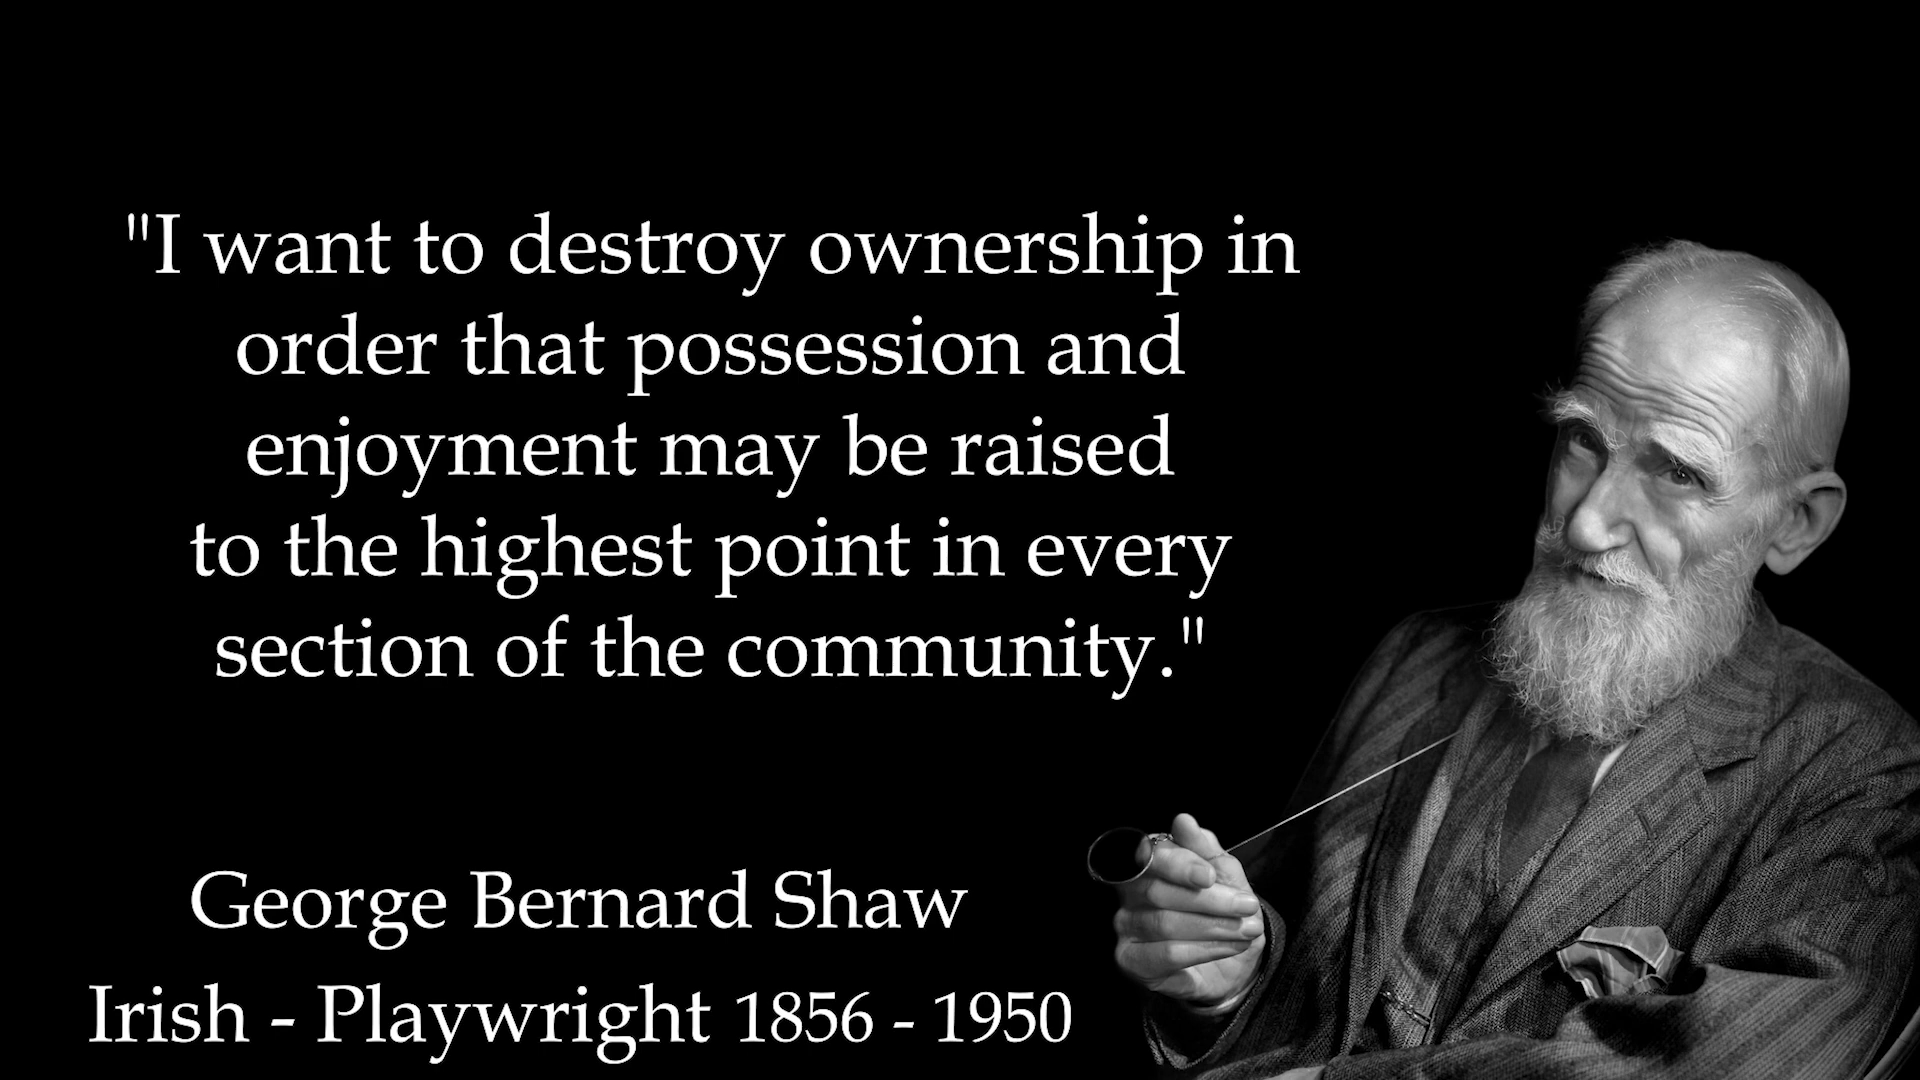 "I want to destroy ownership in
order that possession and
enjoyment may be raised
to the highest point in every
section of the community."
George Bernard Shaw
Irish - Playwright 1856 - 1950